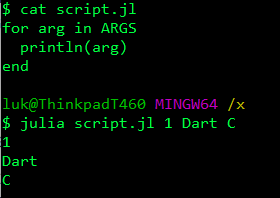 $ cat script.jl
for arg in ARGS
  println(arg)
end

luk@ThinkpadT460 MINGW64 /x
$ julia script.jl 1 Dart C
1
Dart
C